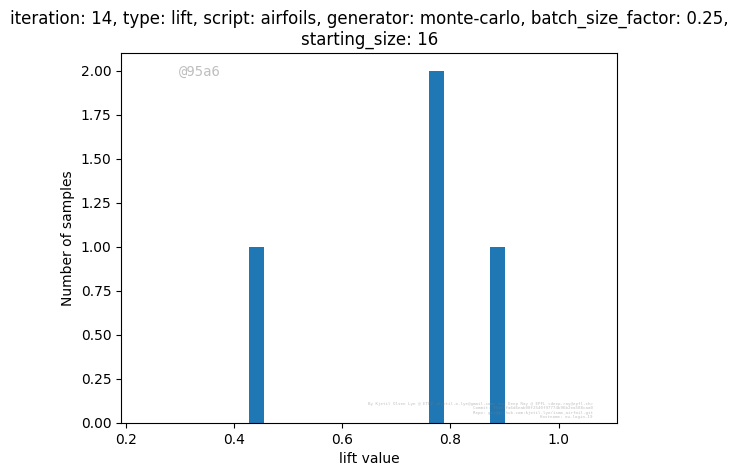 iteration: 14, type: lift, script: airfoils, generator: monte-carlo, batch_size_factor: 0.25,
starting_size: 16
@95a6
2.00
1.75
1.50
1.25
1.00
0.75
0.50
0.25
0.00
Number of samples
0.2 0.4 0.6 0.8 1.0
lift value